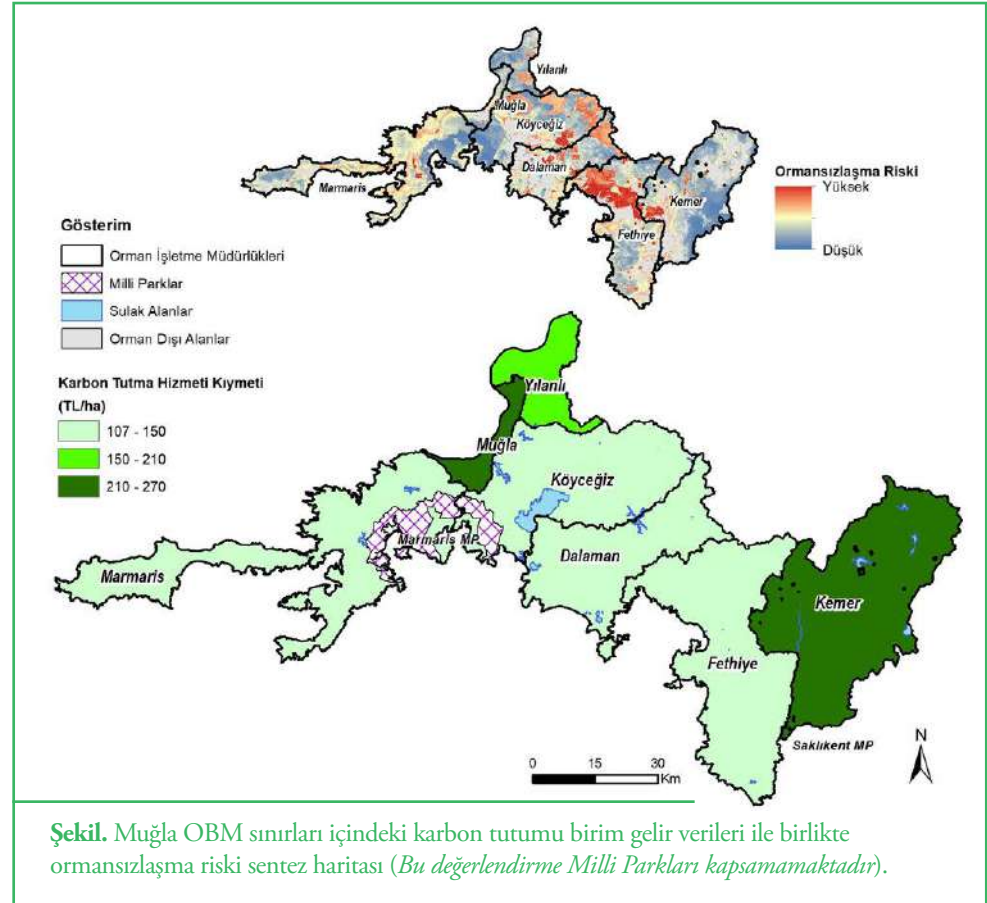 Yılanlı
Muğla
Köyceğiz
Dalaman
Marmaris
Kemer
Fethiye
Ormansızlaşma Riski
Yüksek
Düşük
Gösterim
Orman İşletme Müdürlükleri
Milli Parklar
Sulak Alanlar
Orman Dışı Alanlar
Karbon Tutma Hizmeti Kıymeti
(TL/ha)
107 - 150
150 - 210
210 - 270
Yılanlı
Muğla
Köyceğiz
Marmaris MP
Dalaman
Marmaris
Kemer
Fethiye
Saklıkent MP
N
0 15 30
Km
Şekil. Muğla OBM sınırları içindeki karbon tutumu birim gelir verileri ile birlikte
ormansızlaşma riski sentez haritası (Bu değerlendirme Milli Parkları kapsamamaktadır).